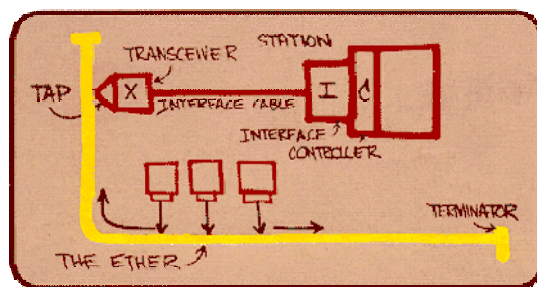 STATION
TRANSCEIVER
TAP
X
I
C
INTERFACE CABLE
INTERFACE
CONTROLLER
TERMINATOR
THE ETHER